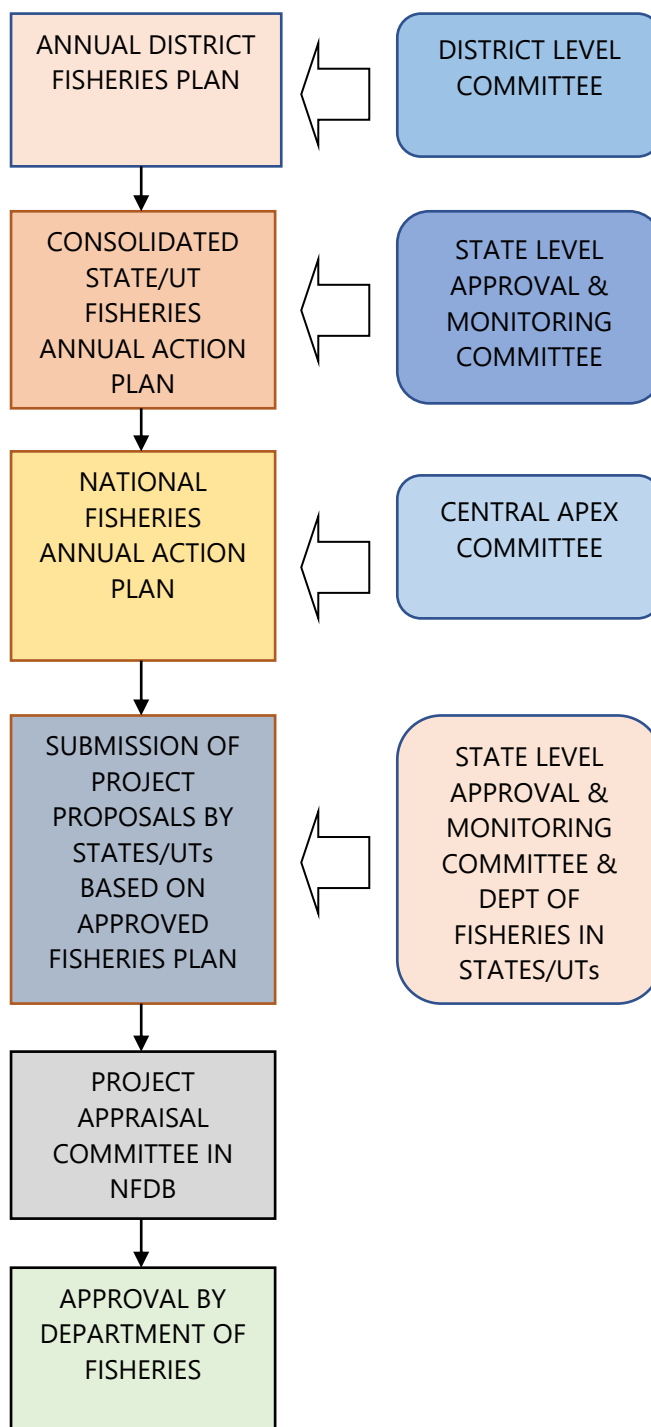 ANNUAL DISTRICT
FISHERIES PLAN
DISTRICT LEVEL
COMMITTEE
CONSOLIDATED
STATE/UT
FISHERIES
ANNUAL ACTION
PLAN
STATE LEVEL
APPROVAL &
MONITORING
COMMITTEE
NATIONAL
FISHERIES
ANNUAL ACTION
PLAN
CENTRAL APEX
COMMITTEE
SUBMISSION OF
PROJECT
PROPOSALS BY
STATES/UTs
BASED ON
APPROVED
FISHERIES PLAN
STATE LEVEL
APPROVAL &
MONITORING
COMMITTEE &
DEPT OF
FISHERIES IN
STATES/UTs
PROJECT
APPRAISAL
COMMITTEE IN
NFDB
APPROVAL BY
DEPARTMENT OF
FISHERIES